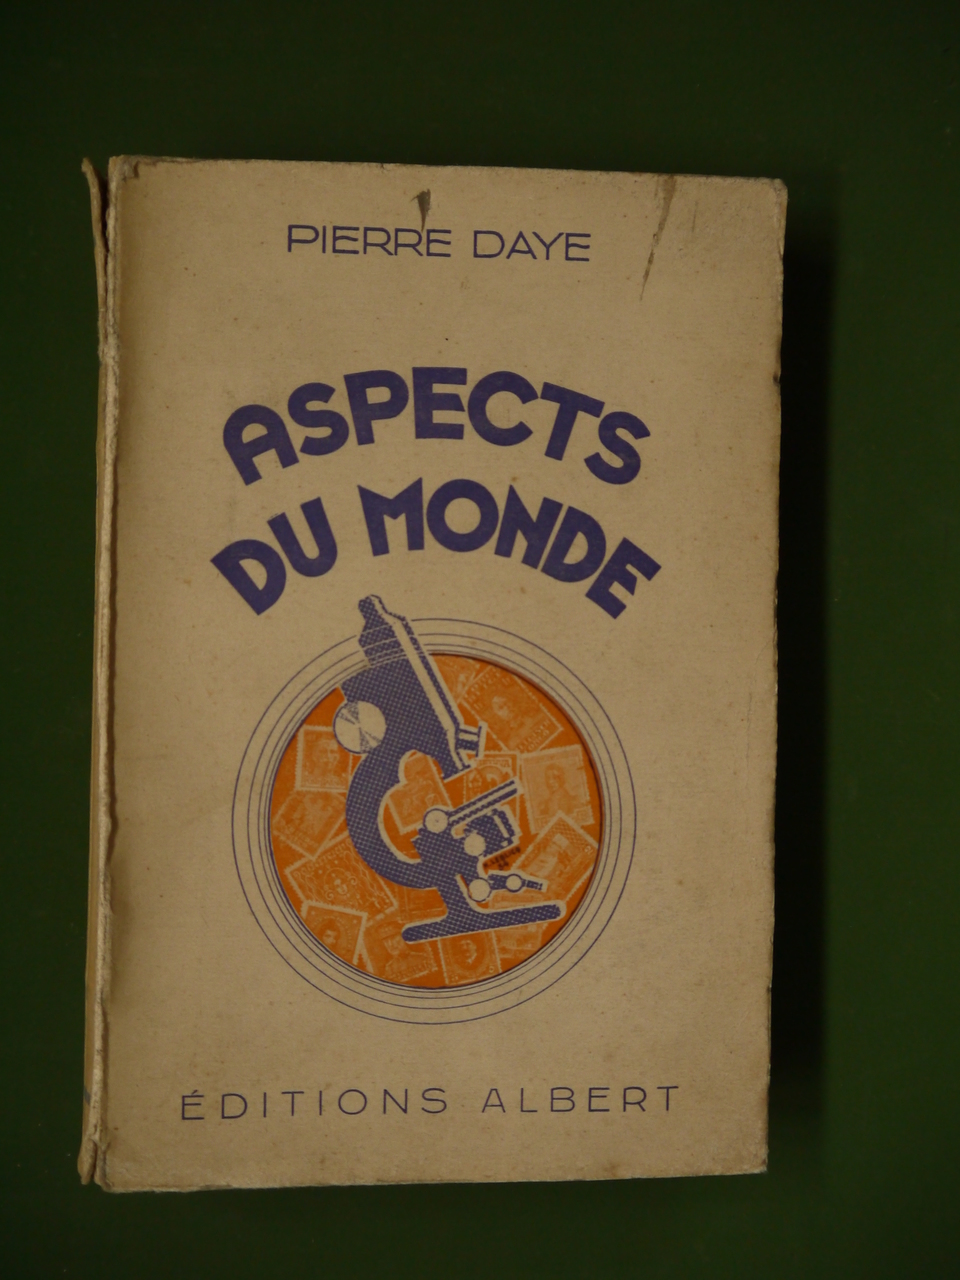 PIERRE DAYE
ASPECTS
DU MONDE
ÉDITIONS ALBERT